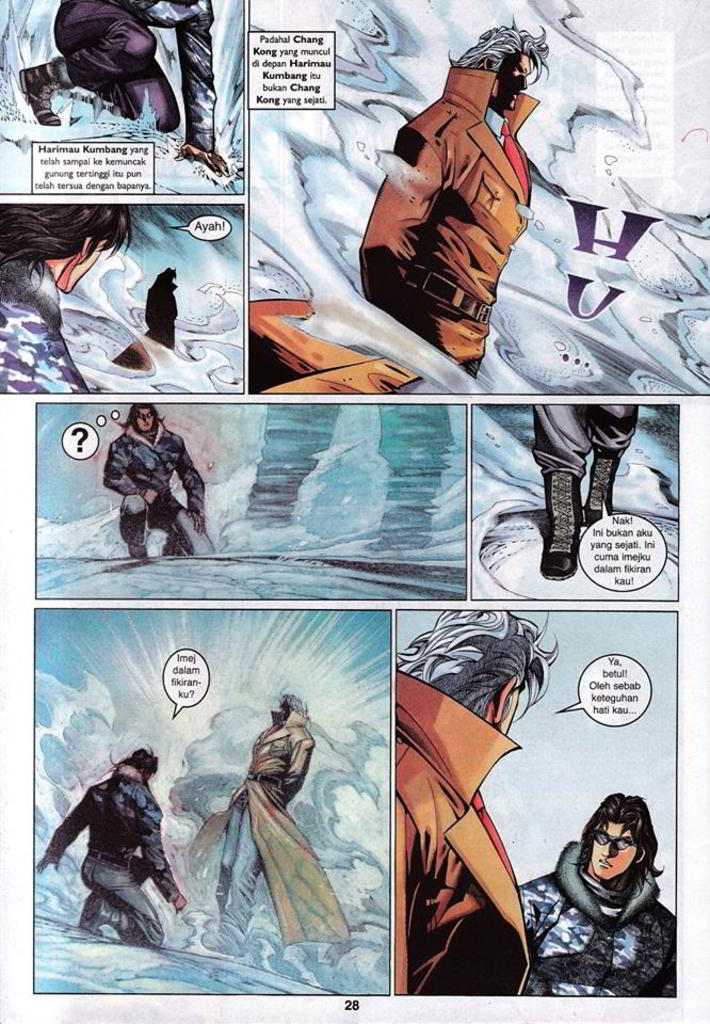 Harimau Kumbang yang
telah sampai ke kemuncak
gunung tertinggi itu pun
telah tersua dengan bapanya.
Padahal Chang
Kong yang muncul
di depan Harimau
Kumbang itu
bukan Chang
Kong yang sejati.
HU
Ayah!
?
Nak!
Ini bukan aku
yang sejati. Ini
cuma imejku
dalam fikiran
kau!
Imej
dalam
fikiran-
ku?
Ya,
betul!
Oleh sebab
keteguhan
hati kau...
28